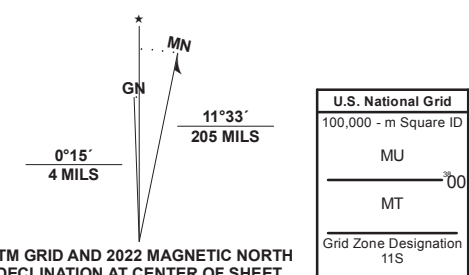 MN
GN
11°33´
205 MILS
0°15´
4 MILS
TM GRID AND 2022 MAGNETIC NORTH
DECLINATION AT CENTER OF SHEET
U.S. National Grid
100,000 - m Square ID
MU
3800
MT
Grid Zone Designation
11S